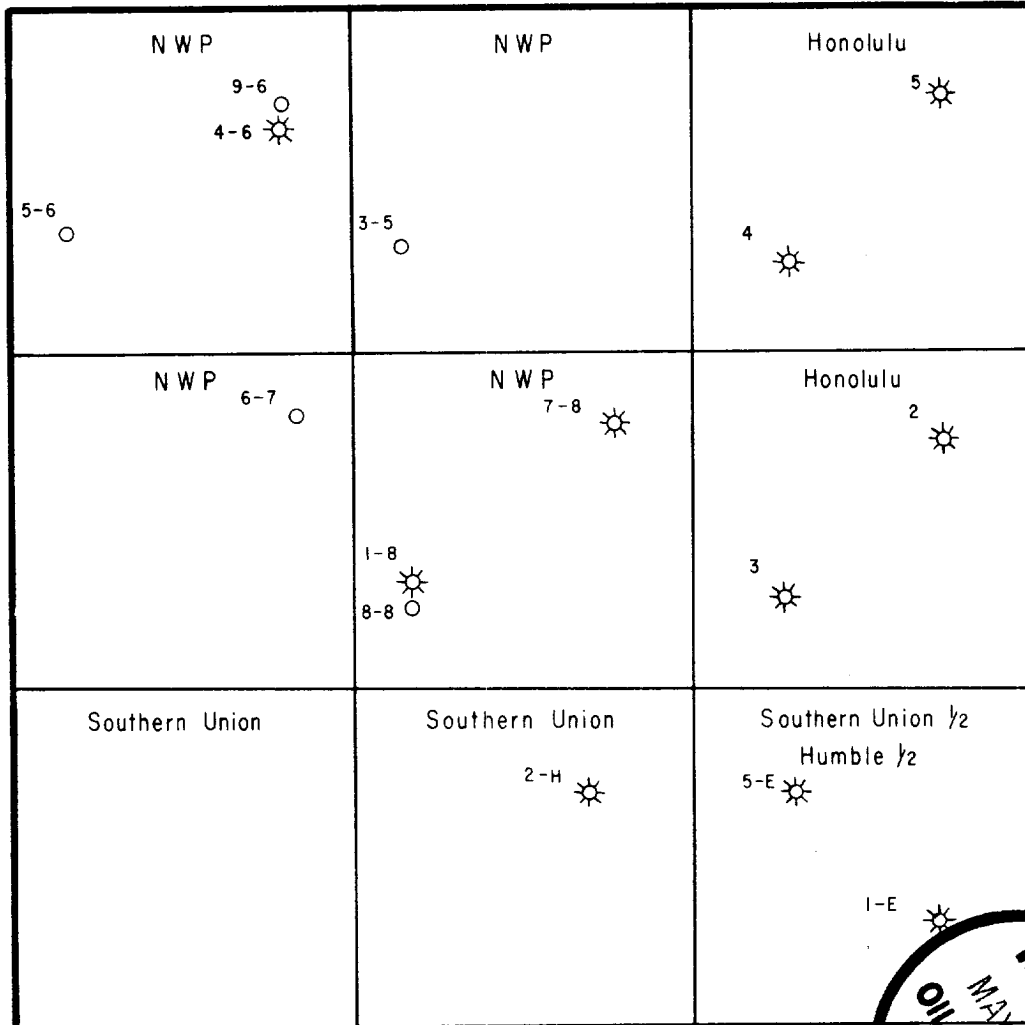 NWP
9-6
4-6
5-6
NWP
3-5
Honolulu
5
4
NWP
6-7
NWP
7-8
1-8
8-8
Honolulu
2
3
Southern Union
Southern Union
2-H
Southern Union 1/2
Humble 1/2
5-E
1-E
MAY
OIL